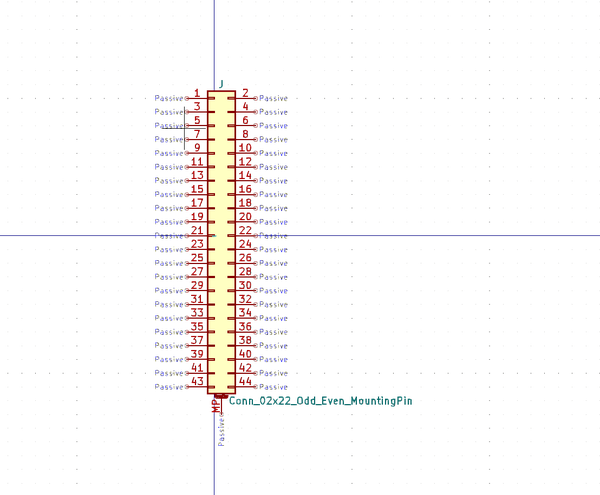 J
Passive 1 2 Passive
Passive 3 4 Passive
Passive 5 6 Passive
Passive 7 8 Passive
Passive 9 10 Passive
Passive 11 12 Passive
Passive 13 14 Passive
Passive 15 16 Passive
Passive 17 18 Passive
Passive 19 20 Passive
Passive 21 22 Passive
Passive 23 24 Passive
Passive 25 26 Passive
Passive 27 28 Passive
Passive 29 30 Passive
Passive 31 32 Passive
Passive 33 34 Passive
Passive 35 36 Passive
Passive 37 38 Passive
Passive 39 40 Passive
Passive 41 42 Passive
Passive 43 44 Passive
MP Conn_02x22_Odd_Even_MountingPin
Passive